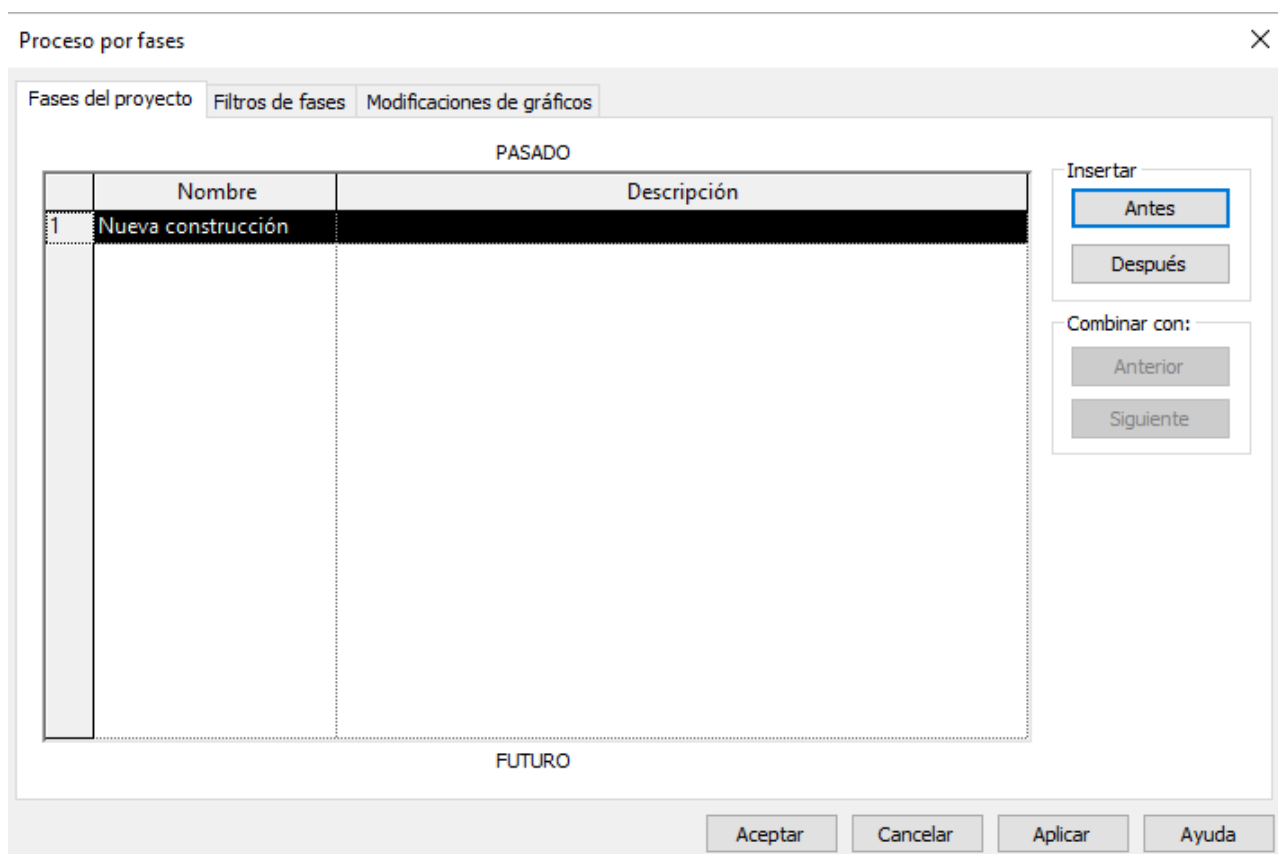 Proceso por fases
Fases del proyecto Filtros de fases Modificaciones de gráficos
PASADO
Nombre Descripción
1 Nueva construcción
FUTURO
Insertar
Antes
Después
Combinar con:
Anterior
Siguiente
Aceptar Cancelar Aplicar Ayuda